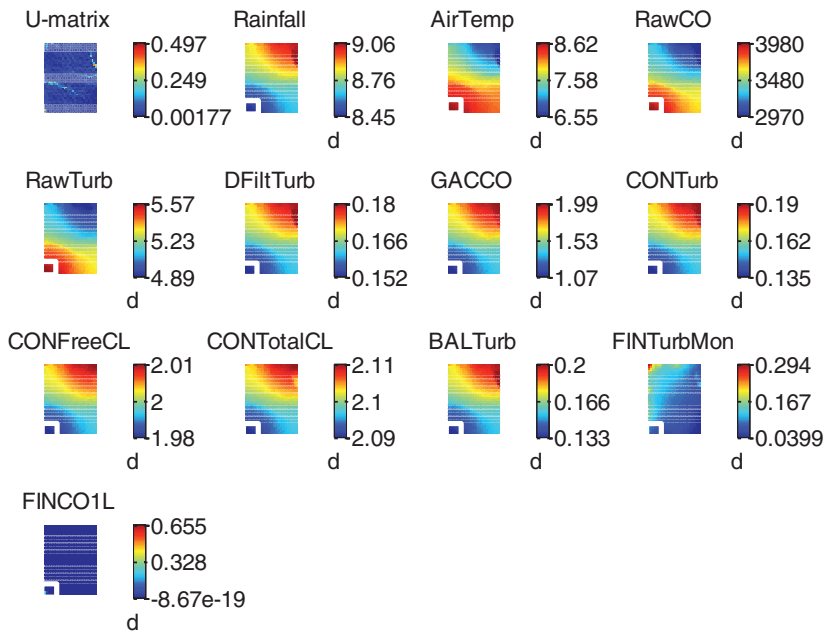 U-matrix
0.497
0.249
0.00177
Rainfall
9.06
8.76
8.45
d
AirTemp
8.62
7.58
6.55
d
RawCO
3980
3480
2970
d
RawTurb
5.57
5.23
4.89
d
DFiltTurb
0.18
0.166
0.152
d
GACCO
1.99
1.53
1.07
d
CONTurb
0.19
0.162
0.135
d
CONFreeCL
2.01
2
1.98
d
CONTotalCL
2.11
2.1
2.09
d
BALTurb
0.2
0.166
0.133
d
FINTurbMon
0.294
0.167
0.0399
d
FINCO1L
0.655
0.328
-8.67e-19
d